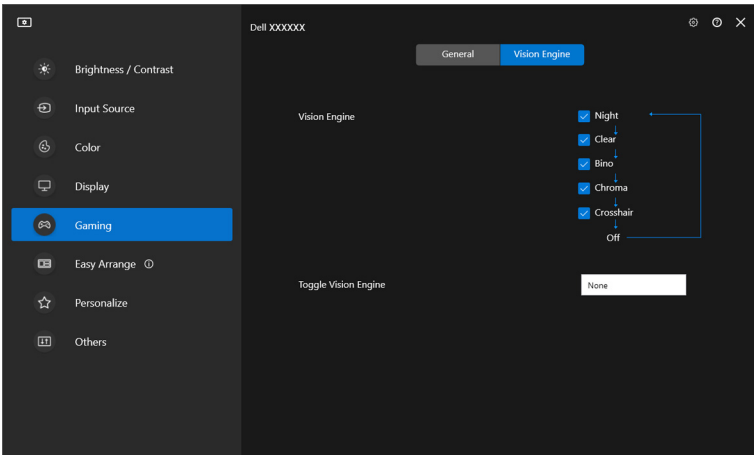 Dell XXXXXX
General
Vision Engine
Brightness / Contrast
Input Source
Color
Display
Gaming
Easy Arrange
Personalize
Others
Vision Engine
Night
Clear
Bino
Chroma
Crosshair
Off
Toggle Vision Engine
None